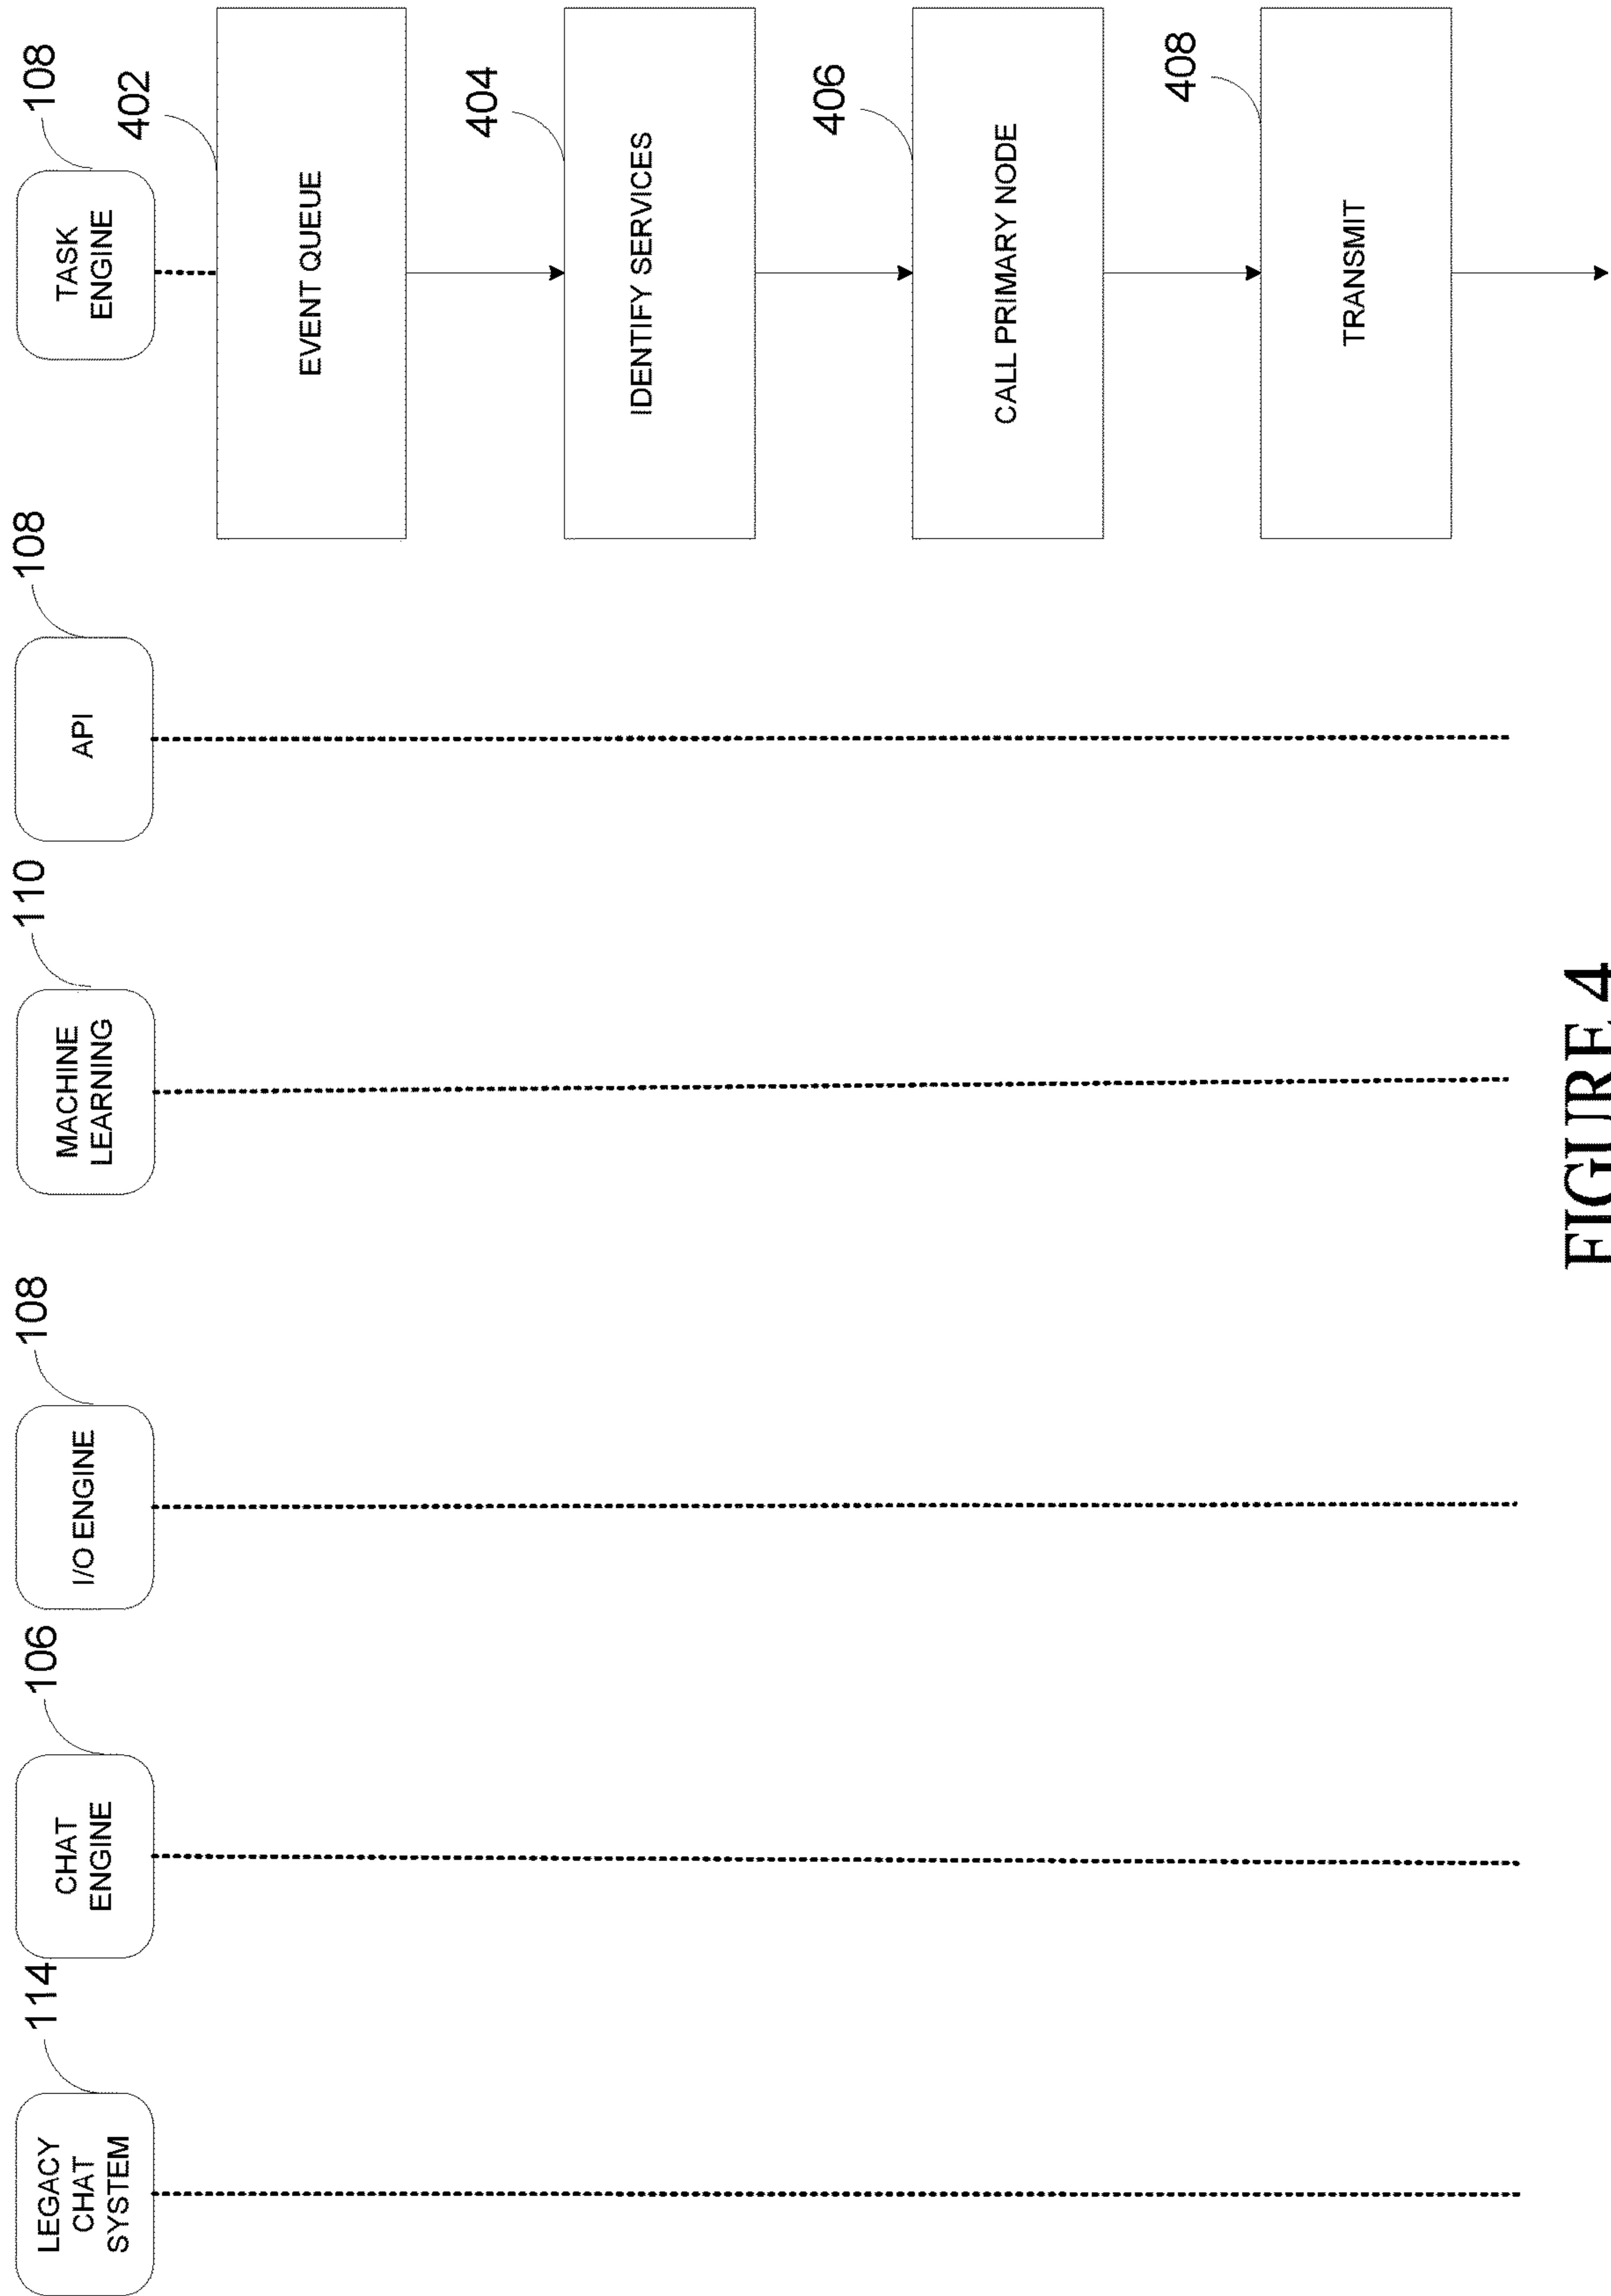 114
LEGACY
CHAT
SYSTEM
106
CHAT
ENGINE
108
I/O ENGINE
110
MACHINE
LEARNING
108
API
108
TASK
ENGINE
402
EVENT QUEUE
404
IDENTIFY SERVICES
406
CALL PRIMARY NODE
408
TRANSMIT
FIGURE 4